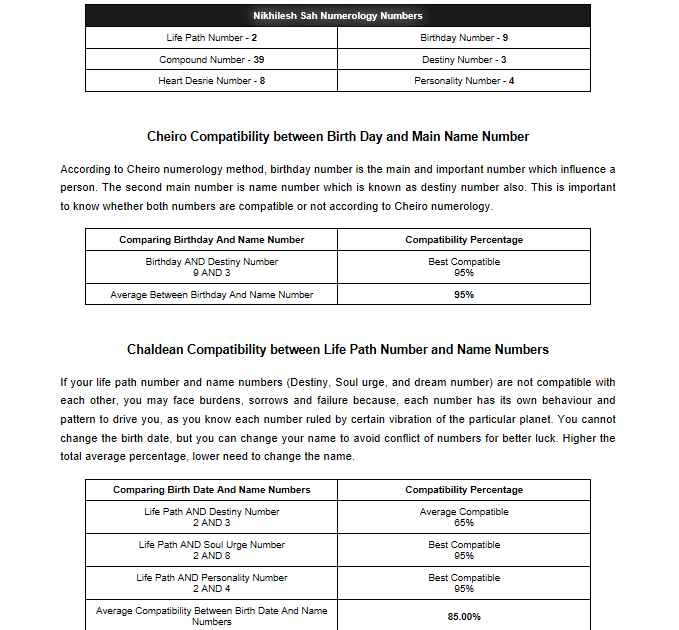 Nikhilesh Sah Numerology Numbers
Life Path Number - 2
Birthday Number - 9
Compound Number - 39
Destiny Number - 3
Heart Desrie Number - 8
Personality Number - 4
Cheiro Compatibility between Birth Day and Main Name Number
According to Cheiro numerology method, birthday number is the main and important number which influence a
person. The second main number is name number which is known as destiny number also. This is important
to know whether both numbers are compatible or not according to Cheiro numerology.
Comparing Birthday And Name Number
Compatibility Percentage
Birthday AND Destiny Number
9 AND 3
Best Compatible
95%
Average Between Birthday And Name Number
95%
Chaldean Compatibility between Life Path Number and Name Numbers
If your life path number and name numbers (Destiny, Soul urge, and dream number) are not compatible with
each other, you may face burdens, sorrows and failure because, each number has its own behaviour and
pattern to drive you, as you know each number ruled by certain vibration of the particular planet. You cannot
change the birth date, but you can change your name to avoid conflict of numbers for better luck. Higher the
total average percentage, lower need to change the name.
Comparing Birth Date And Name Numbers
Compatibility Percentage
Life Path AND Destiny Number
2 AND 3
Average Compatible
65%
Life Path AND Soul Urge Number
2 AND 8
Best Compatible
95%
Life Path AND Personality Number
2 AND 4
Best Compatible
95%
Average Compatibility Between Birth Date And Name
Numbers
85.00%